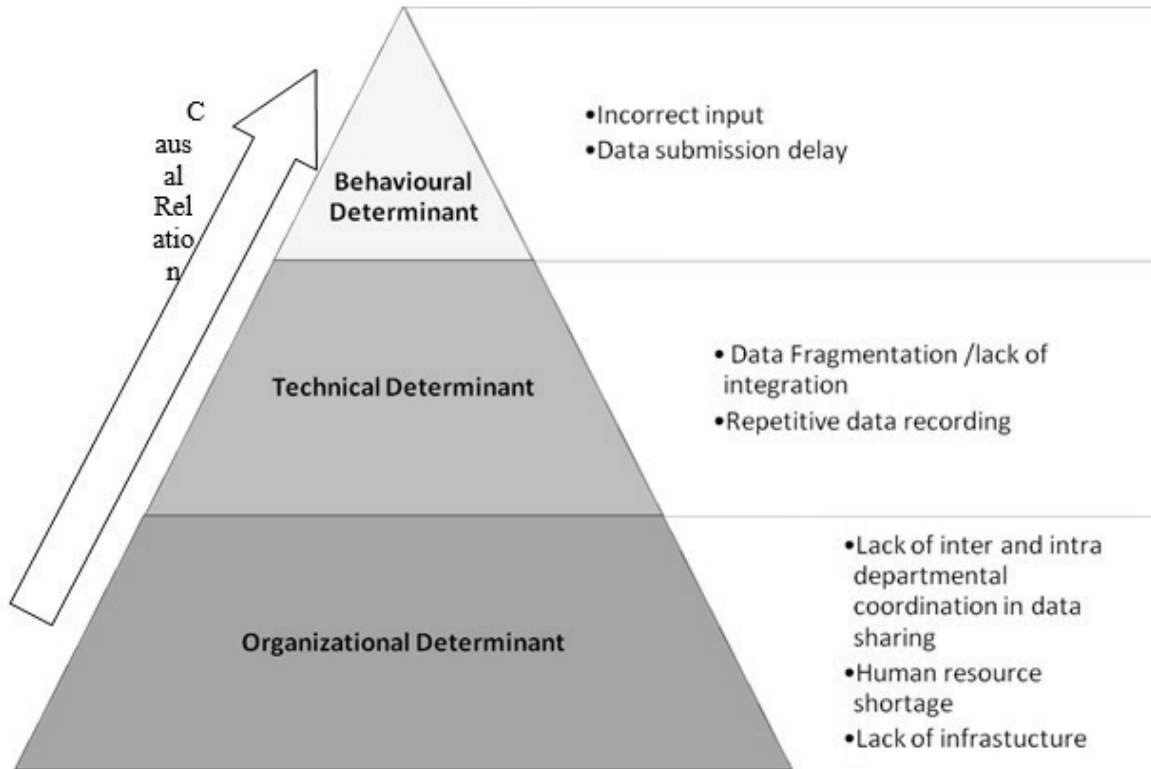 C
aus
al
Rel
atio
n
Behavioural
Determinant
•Incorrect input
•Data submission delay
Technical Determinant
• Data Fragmentation /lack of
integration
•Repetitive data recording
Organizational Determinant
•Lack of inter and intra
departmental
coordination in data
sharing
•Human resource
shortage
•Lack of infrastucture